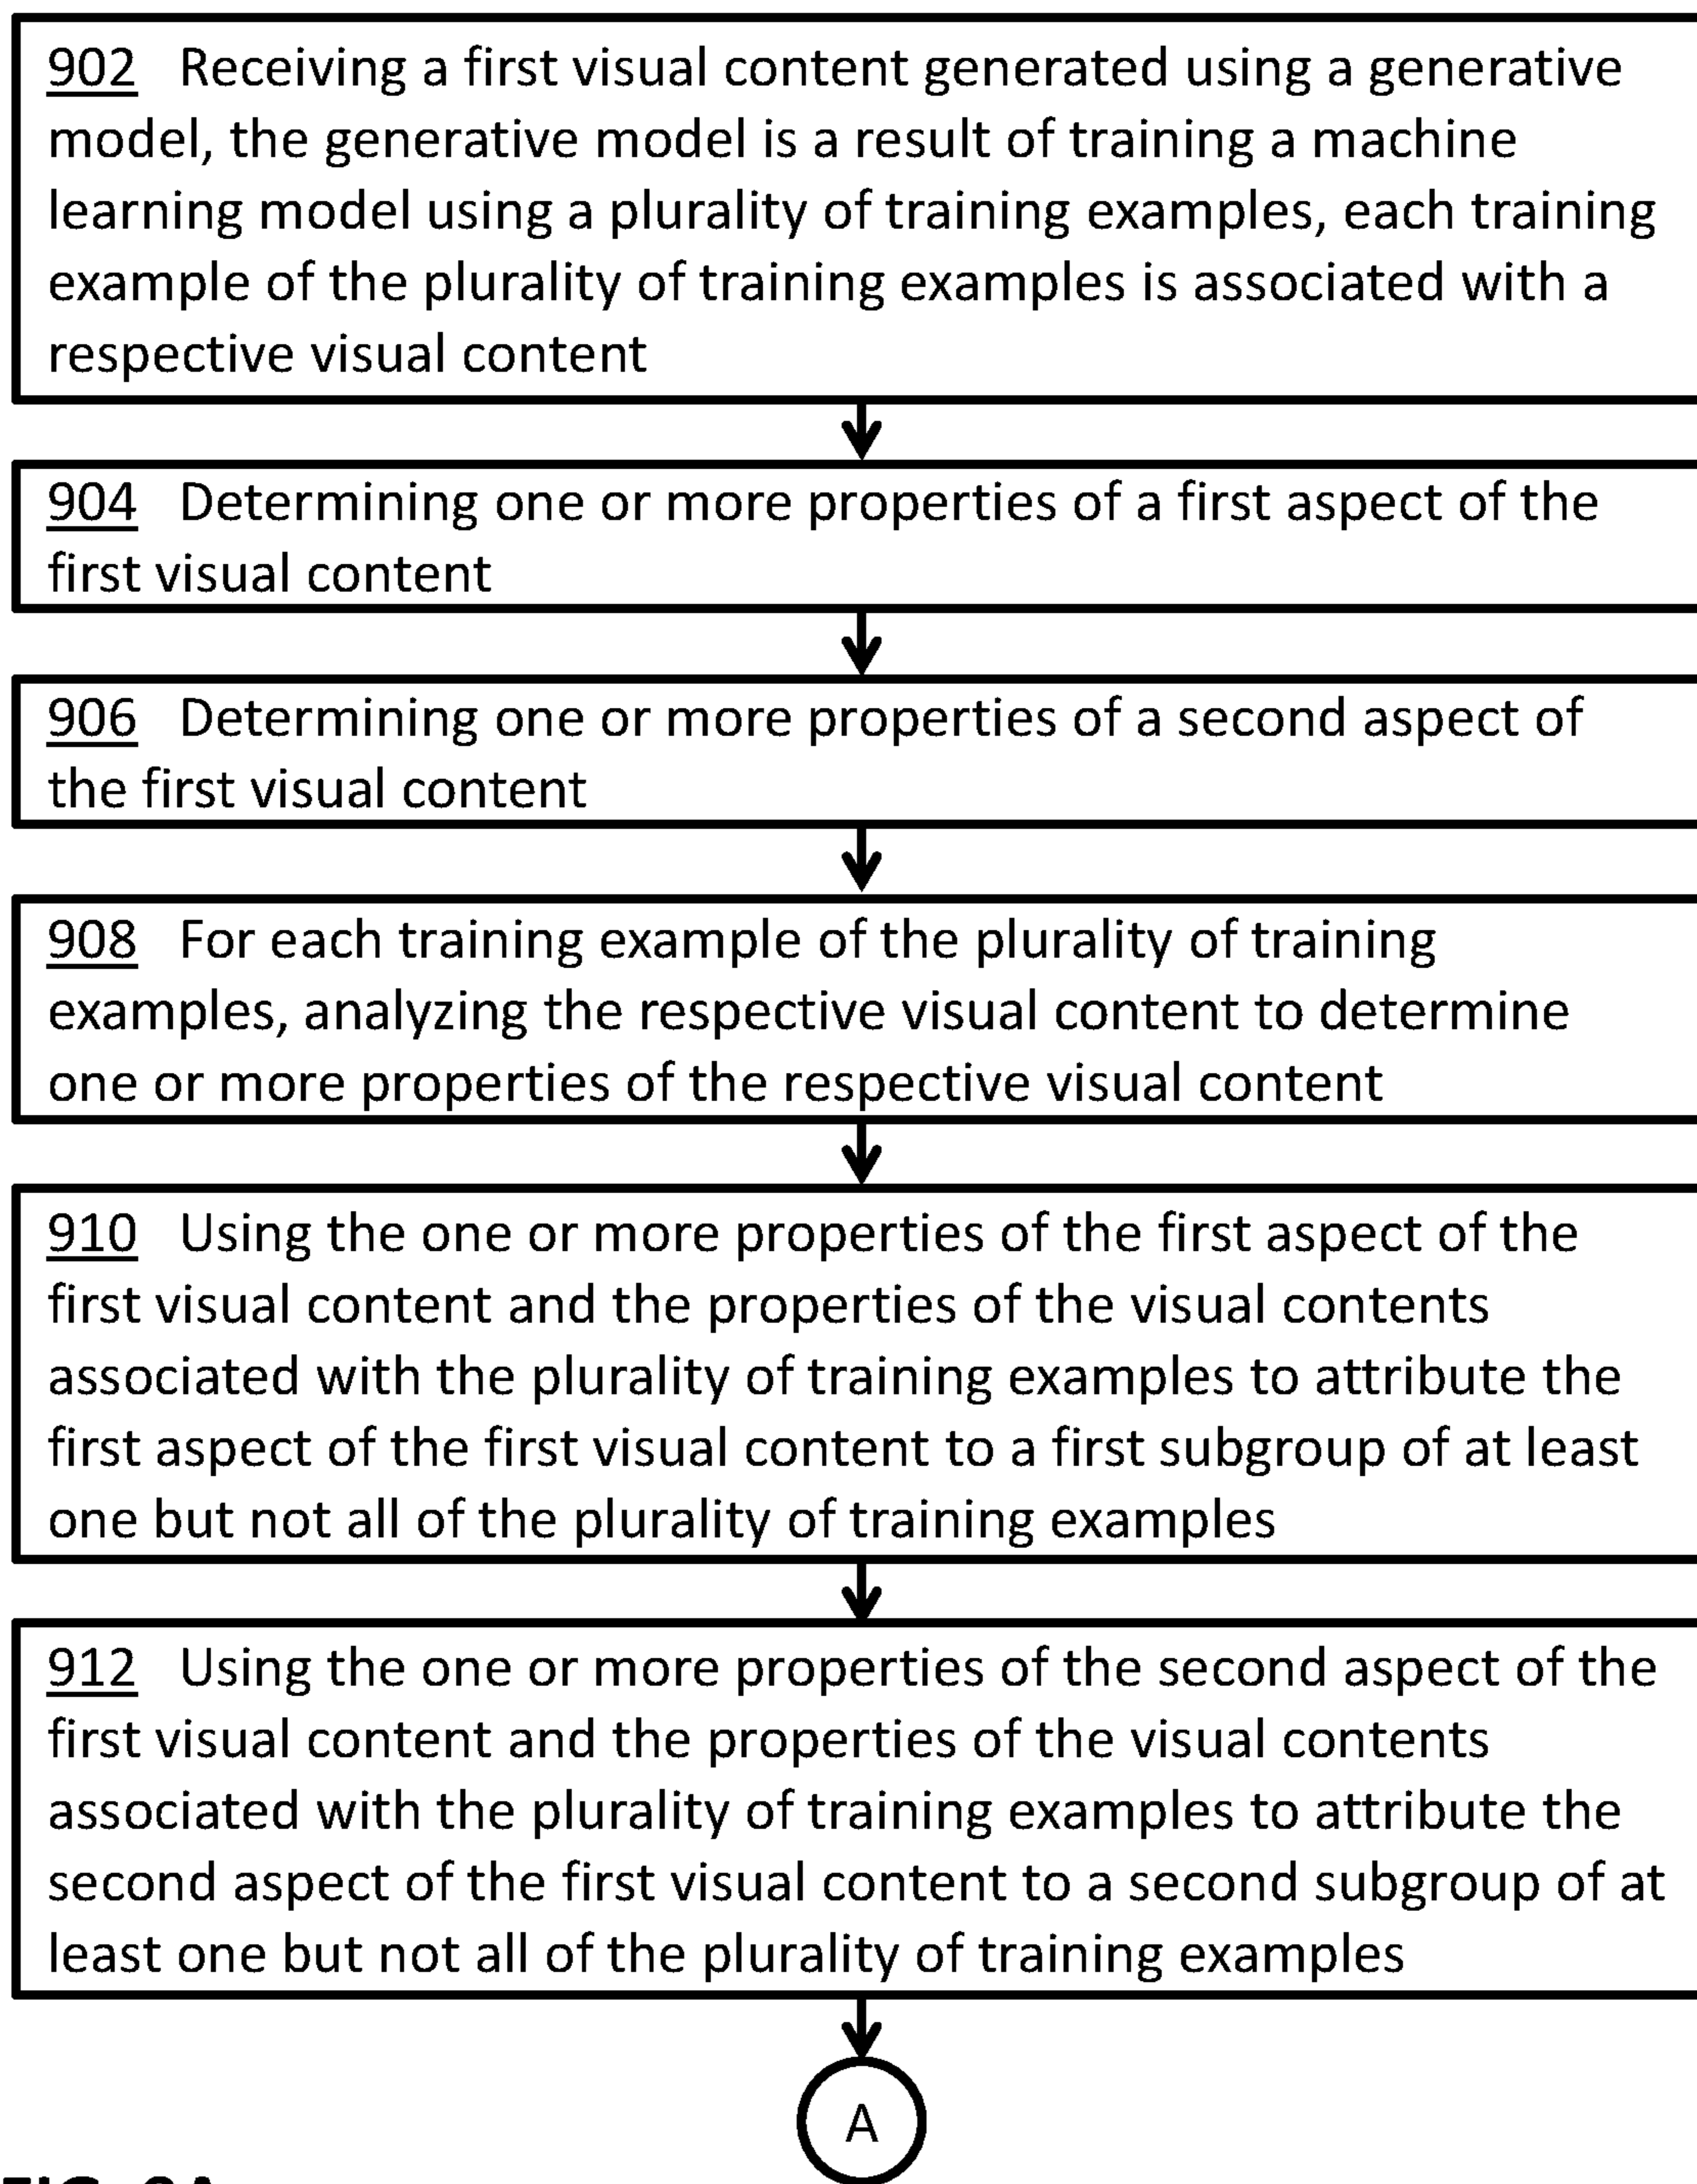 902 Receiving a first visual content generated using a generative
model, the generative model is a result of training a machine
learning model using a plurality of training examples, each training
example of the plurality of training examples is associated with a
respective visual content
904 Determining one or more properties of a first aspect of the
first visual content
906 Determining one or more properties of a second aspect of
the first visual content
908 For each training example of the plurality of training
examples, analyzing the respective visual content to determine
one or more properties of the respective visual content
910 Using the one or more properties of the first aspect of the
first visual content and the properties of the visual contents
associated with the plurality of training examples to attribute the
first aspect of the first visual content to a first subgroup of at least
one but not all of the plurality of training examples
912 Using the one or more properties of the second aspect of the
first visual content and the properties of the visual contents
associated with the plurality of training examples to attribute the
second aspect of the first visual content to a second subgroup of at
least one but not all of the plurality of training examples
A